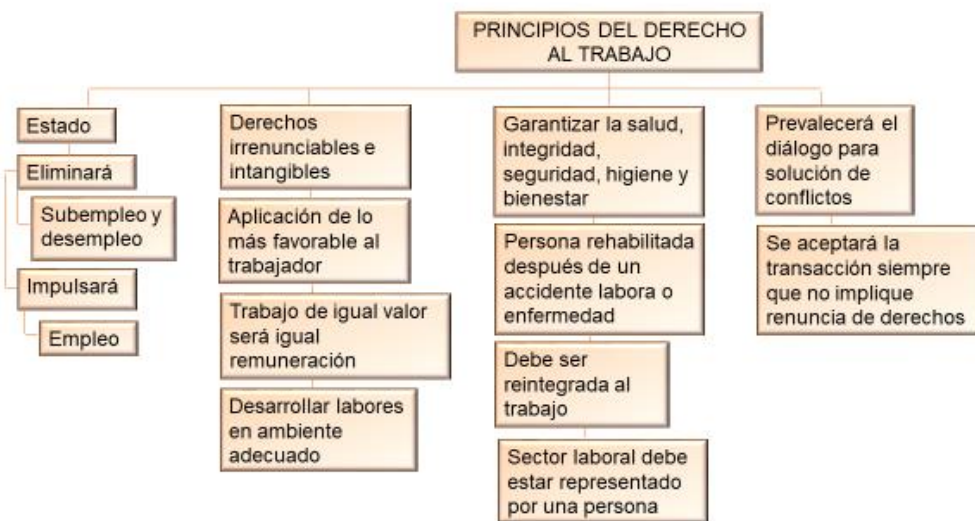 PRINCIPIOS DEL DERECHO
AL TRABAJO
Estado
Eliminará
Subempleo y
desempleo
Impulsará
Empleo
Derechos
irrenunciables e
intangibles
Aplicación de lo
más favorable al
trabajador
Trabajo de igual valor
será igual
remuneración
Desarrollar labores
en ambiente
adecuado
Garantizar la salud,
integridad,
seguridad, higiene y
bienestar
Persona rehabilitada
después de un
accidente labora o
enfermedad
Debe ser
reintegrada al
trabajo
Sector laboral debe
estar representado
por una persona
Prevalecerá el
diálogo para
solución de
conflictos
Se aceptará la
transacción siempre
que no implique
renuncia de derechos